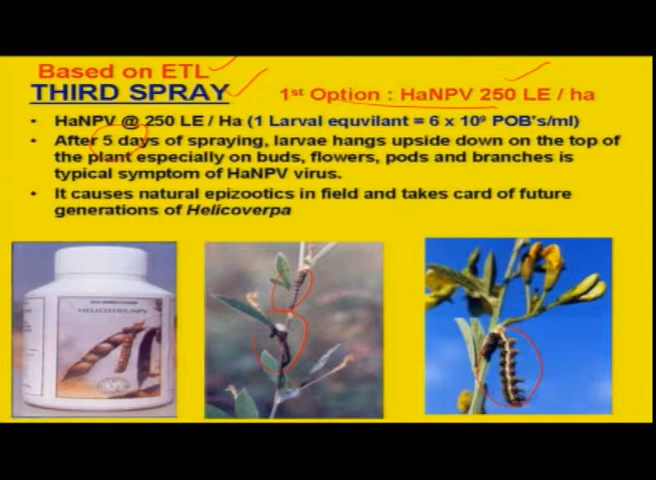 Based on ETL
THIRD SPRAY
1st Option : HaNPV 250 LE / ha
• HaNPV @ 250 LE / Ha (1 Larval equvilant = 6 x 10⁹ POB's/ml)
• After 5 days of spraying, larvae hangs upside down on the top of
the plant especially on buds, flowers, pods and branches is
typical symptom of HaNPV virus.
• It causes natural epizootics in field and takes card of future
generations of Helicoverpa